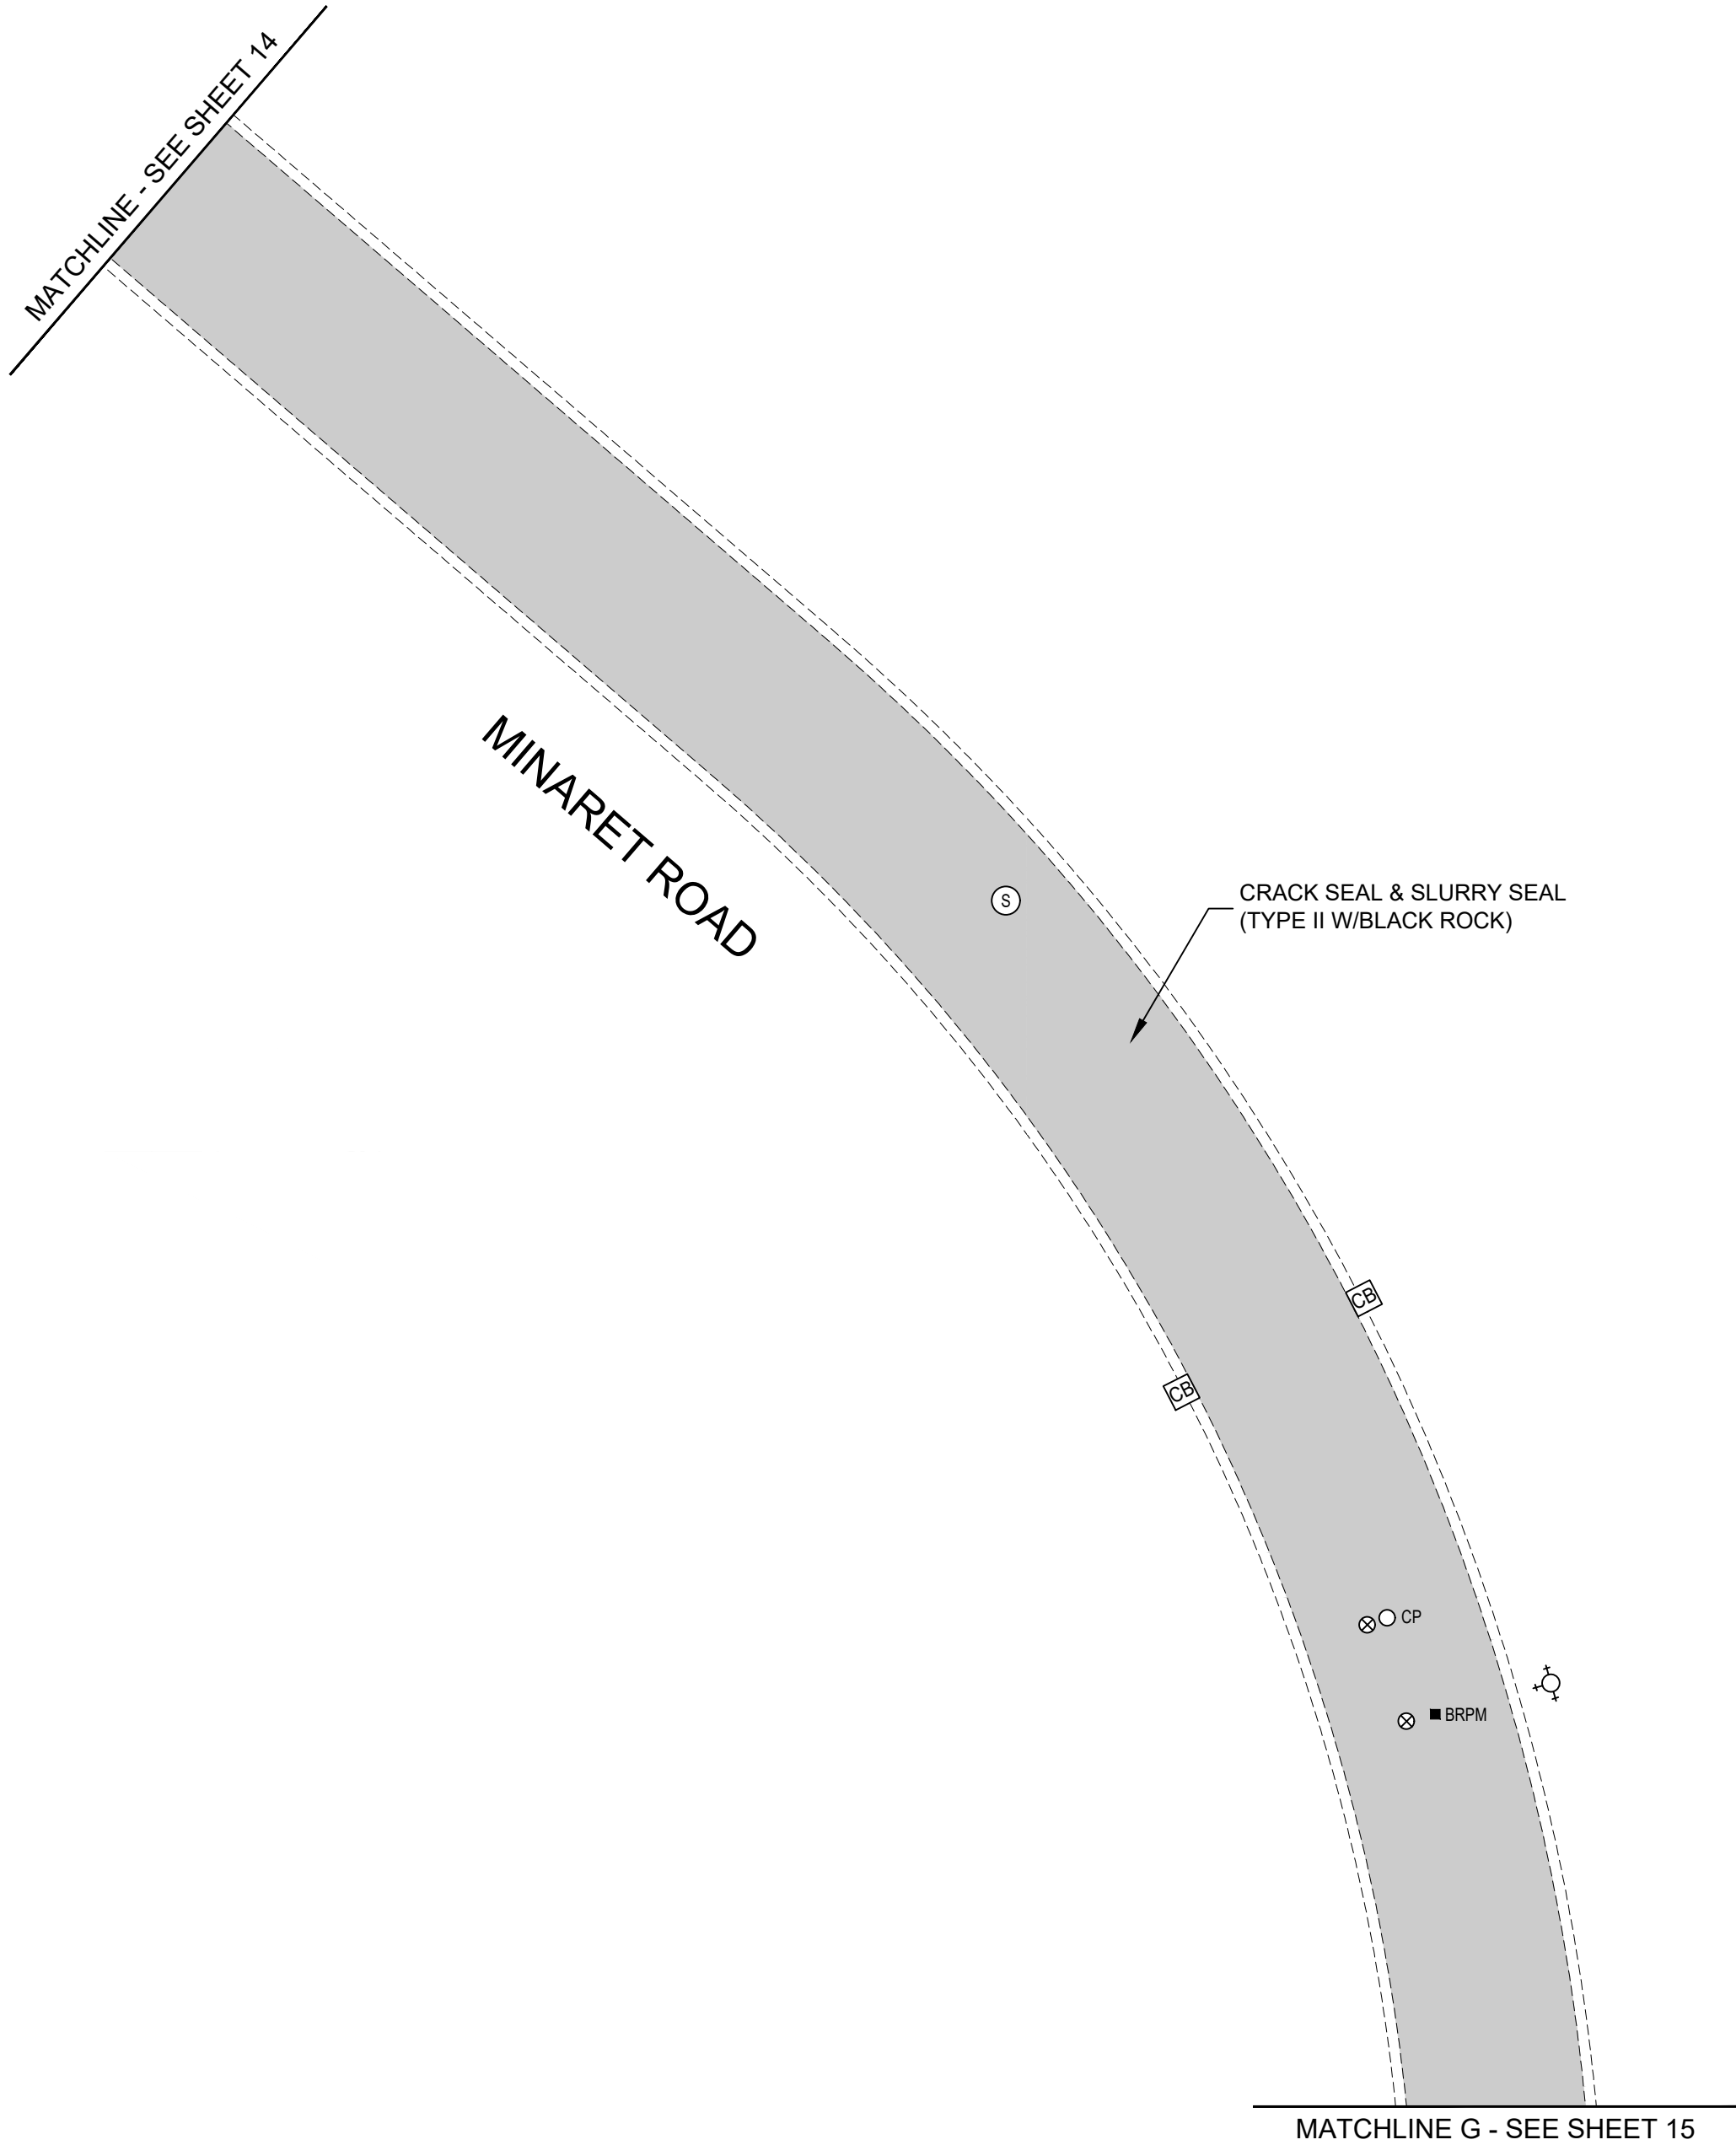 MATCHLINE - SEE SHEET 14
MINARET ROAD
S
CRACK SEAL & SLURRY SEAL
(TYPE II W/BLACK ROCK)
CB
CB
CP
BRPM
MATCHLINE G - SEE SHEET 15